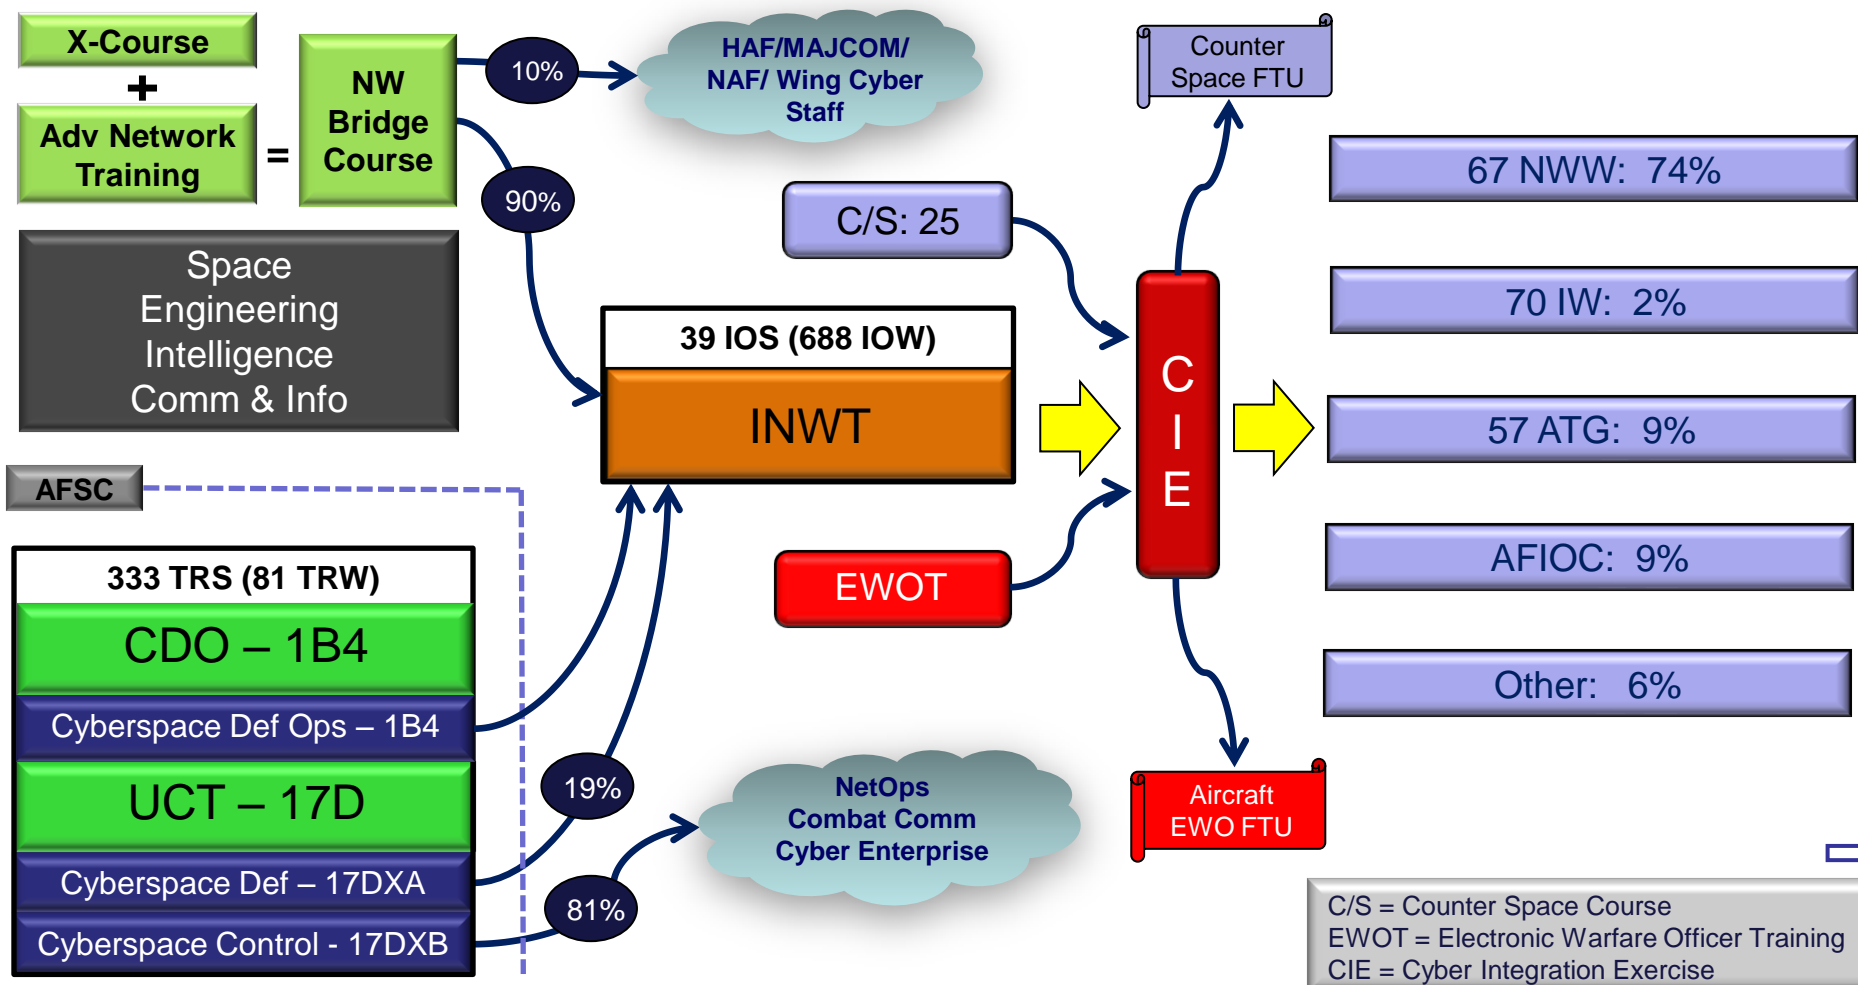 X-Course
+
Adv Network
Training
=
NW
Bridge
Course
10%
90%
HAF/MAJCOM/
NAF/ Wing Cyber
Staff
Space
Engineering
Intelligence
Comm & Info
AFSC
333 TRS (81 TRW)
CDO – 1B4
Cyberspace Def Ops – 1B4
UCT – 17D
Cyberspace Def – 17DXA
Cyberspace Control - 17DXB
19%
81%
NetOps
Combat Comm
Cyber Enterprise
39 IOS (688 IOW)
INWT
C/S: 25
EWOT
C
I
E
Counter
Space FTU
Aircraft
EWO FTU
67 NWW: 74%
70 IW: 2%
57 ATG: 9%
AFIOC: 9%
Other: 6%
C/S = Counter Space Course
EWOT = Electronic Warfare Officer Training
CIE = Cyber Integration Exercise